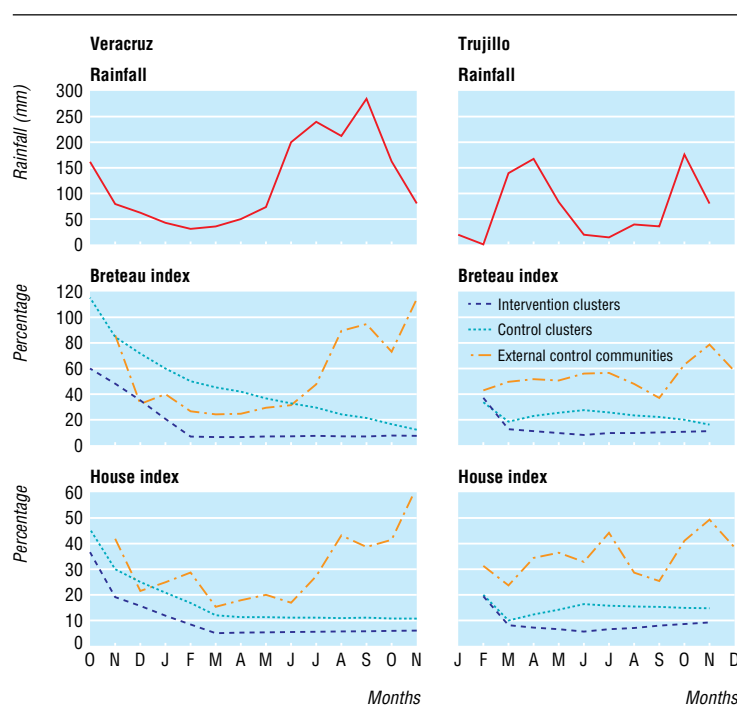 Veracruz
Trujillo
Rainfall
Rainfall
Rainfall (mm)
300
250
200
150
100
50
0
Breteau index
Breteau index
Percentage
120
100
80
60
40
20
0
Intervention clusters
Control clusters
External control communities
House index
House index
Percentage
60
50
40
30
20
10
0
O N D J F M A M J J A S O N
J F M A M J J A S O N D
Months
Months